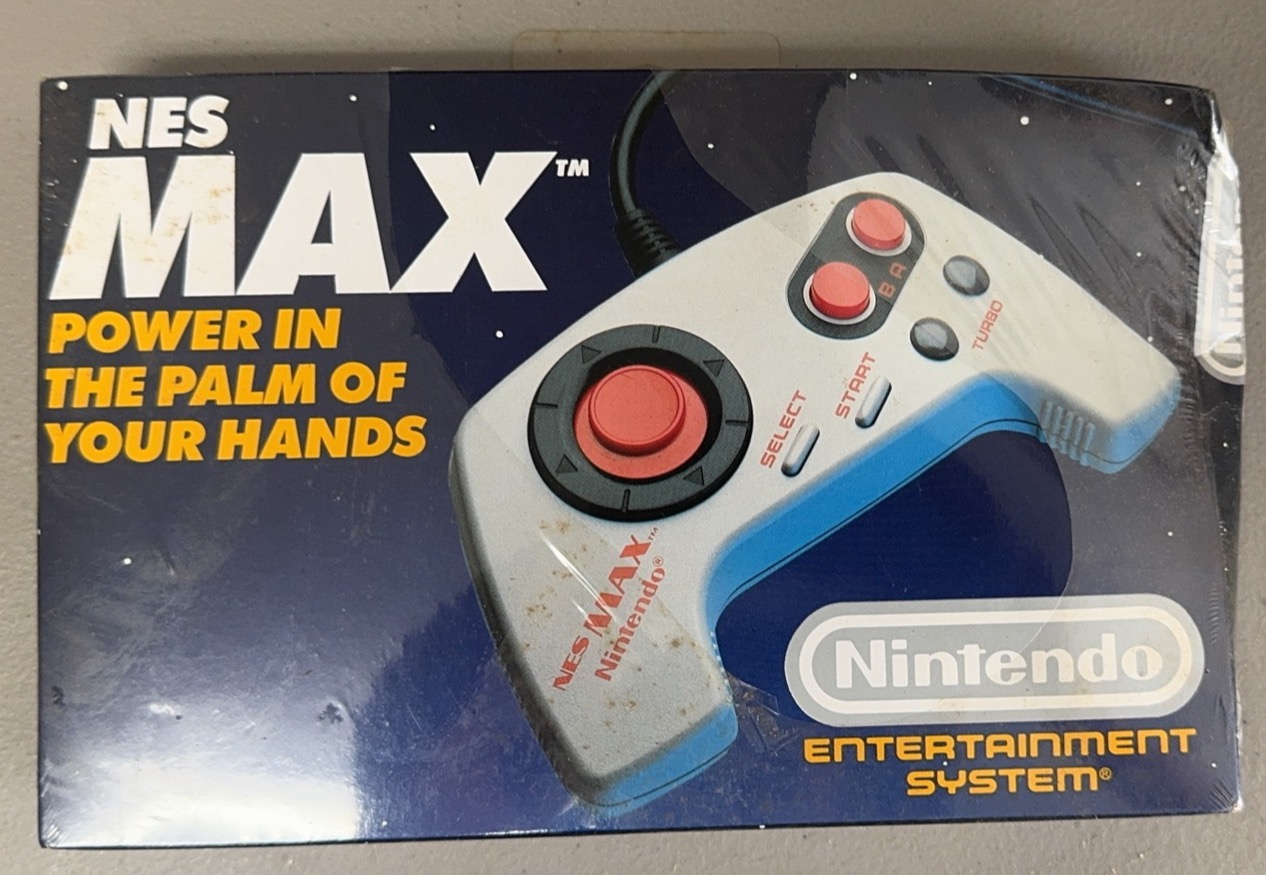 NES
MAX™
POWER IN
THE PALM OF
YOUR HANDS
B A
TURBO
START
SELECT
NES MAX™
Nintendo®
Nintendo
ENTERTAINMENT
SYSTEM®